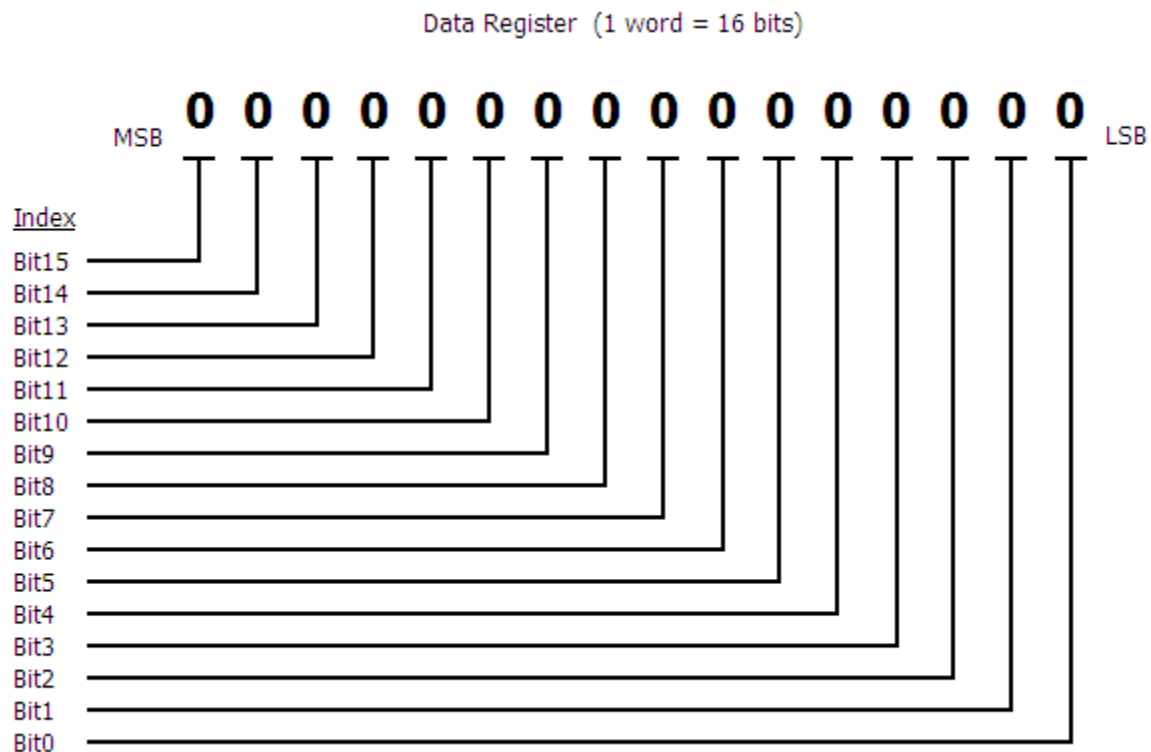 Data Register (1 word = 16 bits)
MSB 0 0 0 0 0 0 0 0 0 0 0 0 0 0 0 0 LSB
Index
Bit15
Bit14
Bit13
Bit12
Bit11
Bit10
Bit9
Bit8
Bit7
Bit6
Bit5
Bit4
Bit3
Bit2
Bit1
Bit0